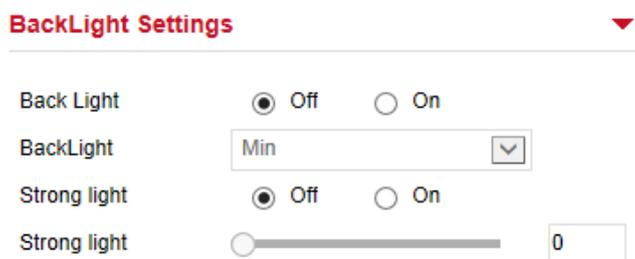 BackLight Settings
Back Light Off On
BackLight Min
Strong light Off On
Strong light 0